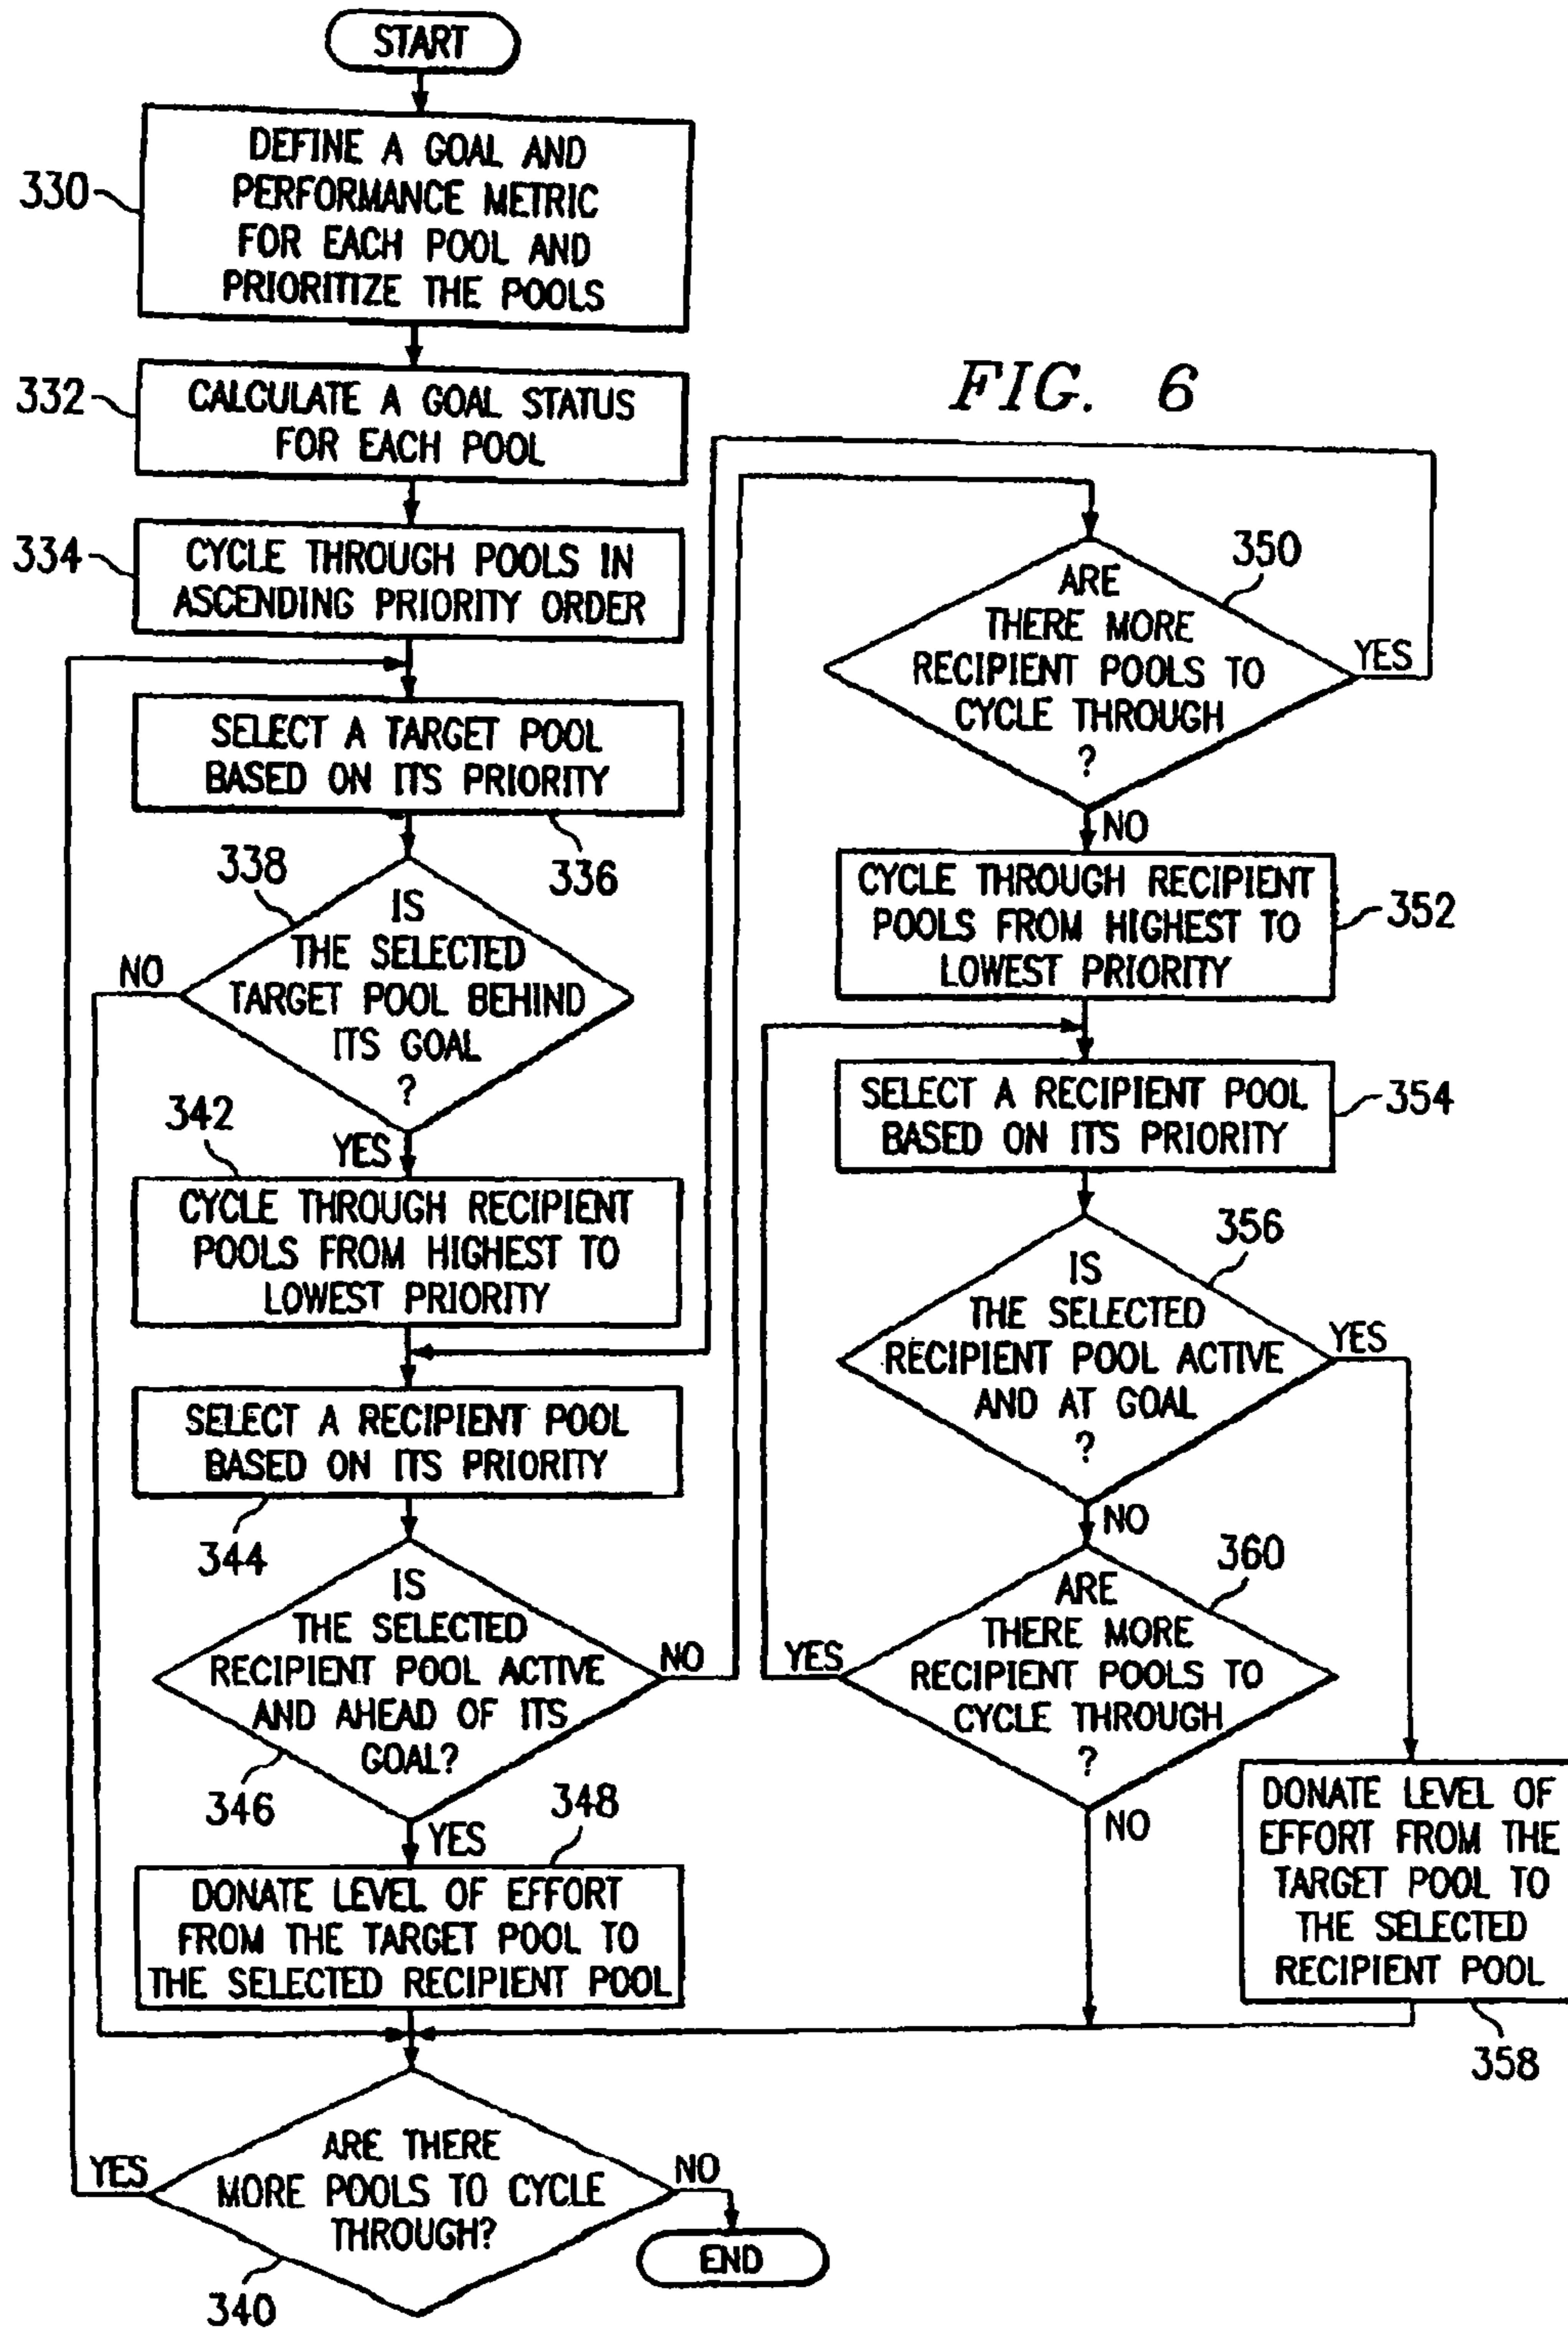 START
330
DEFINE A GOAL AND
PERFORMANCE METRIC
FOR EACH POOL AND
PRIORITIZE THE POOLS
332
CALCULATE A GOAL STATUS
FOR EACH POOL
334
CYCLE THROUGH POOLS IN
ASCENDING PRIORITY ORDER
SELECT A TARGET POOL
BASED ON ITS PRIORITY
336
338
IS
THE SELECTED
TARGET POOL BEHIND
ITS GOAL
?
NO
YES
342
CYCLE THROUGH RECIPIENT
POOLS FROM HIGHEST TO
LOWEST PRIORITY
SELECT A RECIPIENT POOL
BASED ON ITS PRIORITY
344
IS
THE SELECTED
RECIPIENT POOL ACTIVE
AND AHEAD OF ITS
GOAL?
NO
346
YES
348
DONATE LEVEL OF EFFORT
FROM THE TARGET POOL TO
THE SELECTED RECIPIENT POOL
ARE THERE
MORE POOLS TO CYCLE
THROUGH?
YES
NO
340
END
FIG. 6
350
ARE
THERE MORE
RECIPIENT POOLS TO
CYCLE THROUGH
?
YES
NO
CYCLE THROUGH RECIPIENT
POOLS FROM HIGHEST TO
LOWEST PRIORITY
352
SELECT A RECIPIENT POOL
BASED ON ITS PRIORITY
354
356
IS
THE SELECTED
RECIPIENT POOL ACTIVE
AND AT GOAL
?
YES
NO
360
ARE
THERE MORE
RECIPIENT POOLS TO
CYCLE THROUGH
?
YES
NO
DONATE LEVEL OF
EFFORT FROM THE
TARGET POOL TO
THE SELECTED
RECIPIENT POOL
358